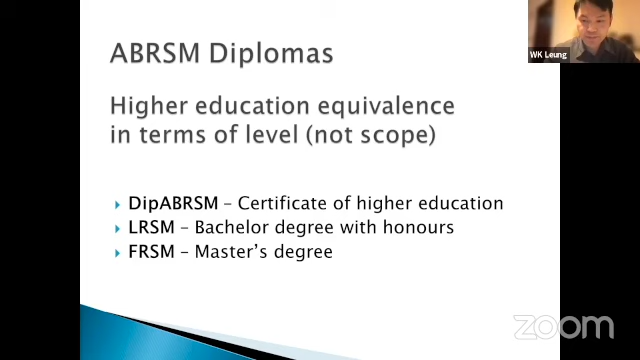 ABRSM Diplomas
WK Leung
Higher education equivalence
in terms of level (not scope)
DipABRSM – Certificate of higher education
LRSM – Bachelor degree with honours
FRSM – Master's degree
zoom